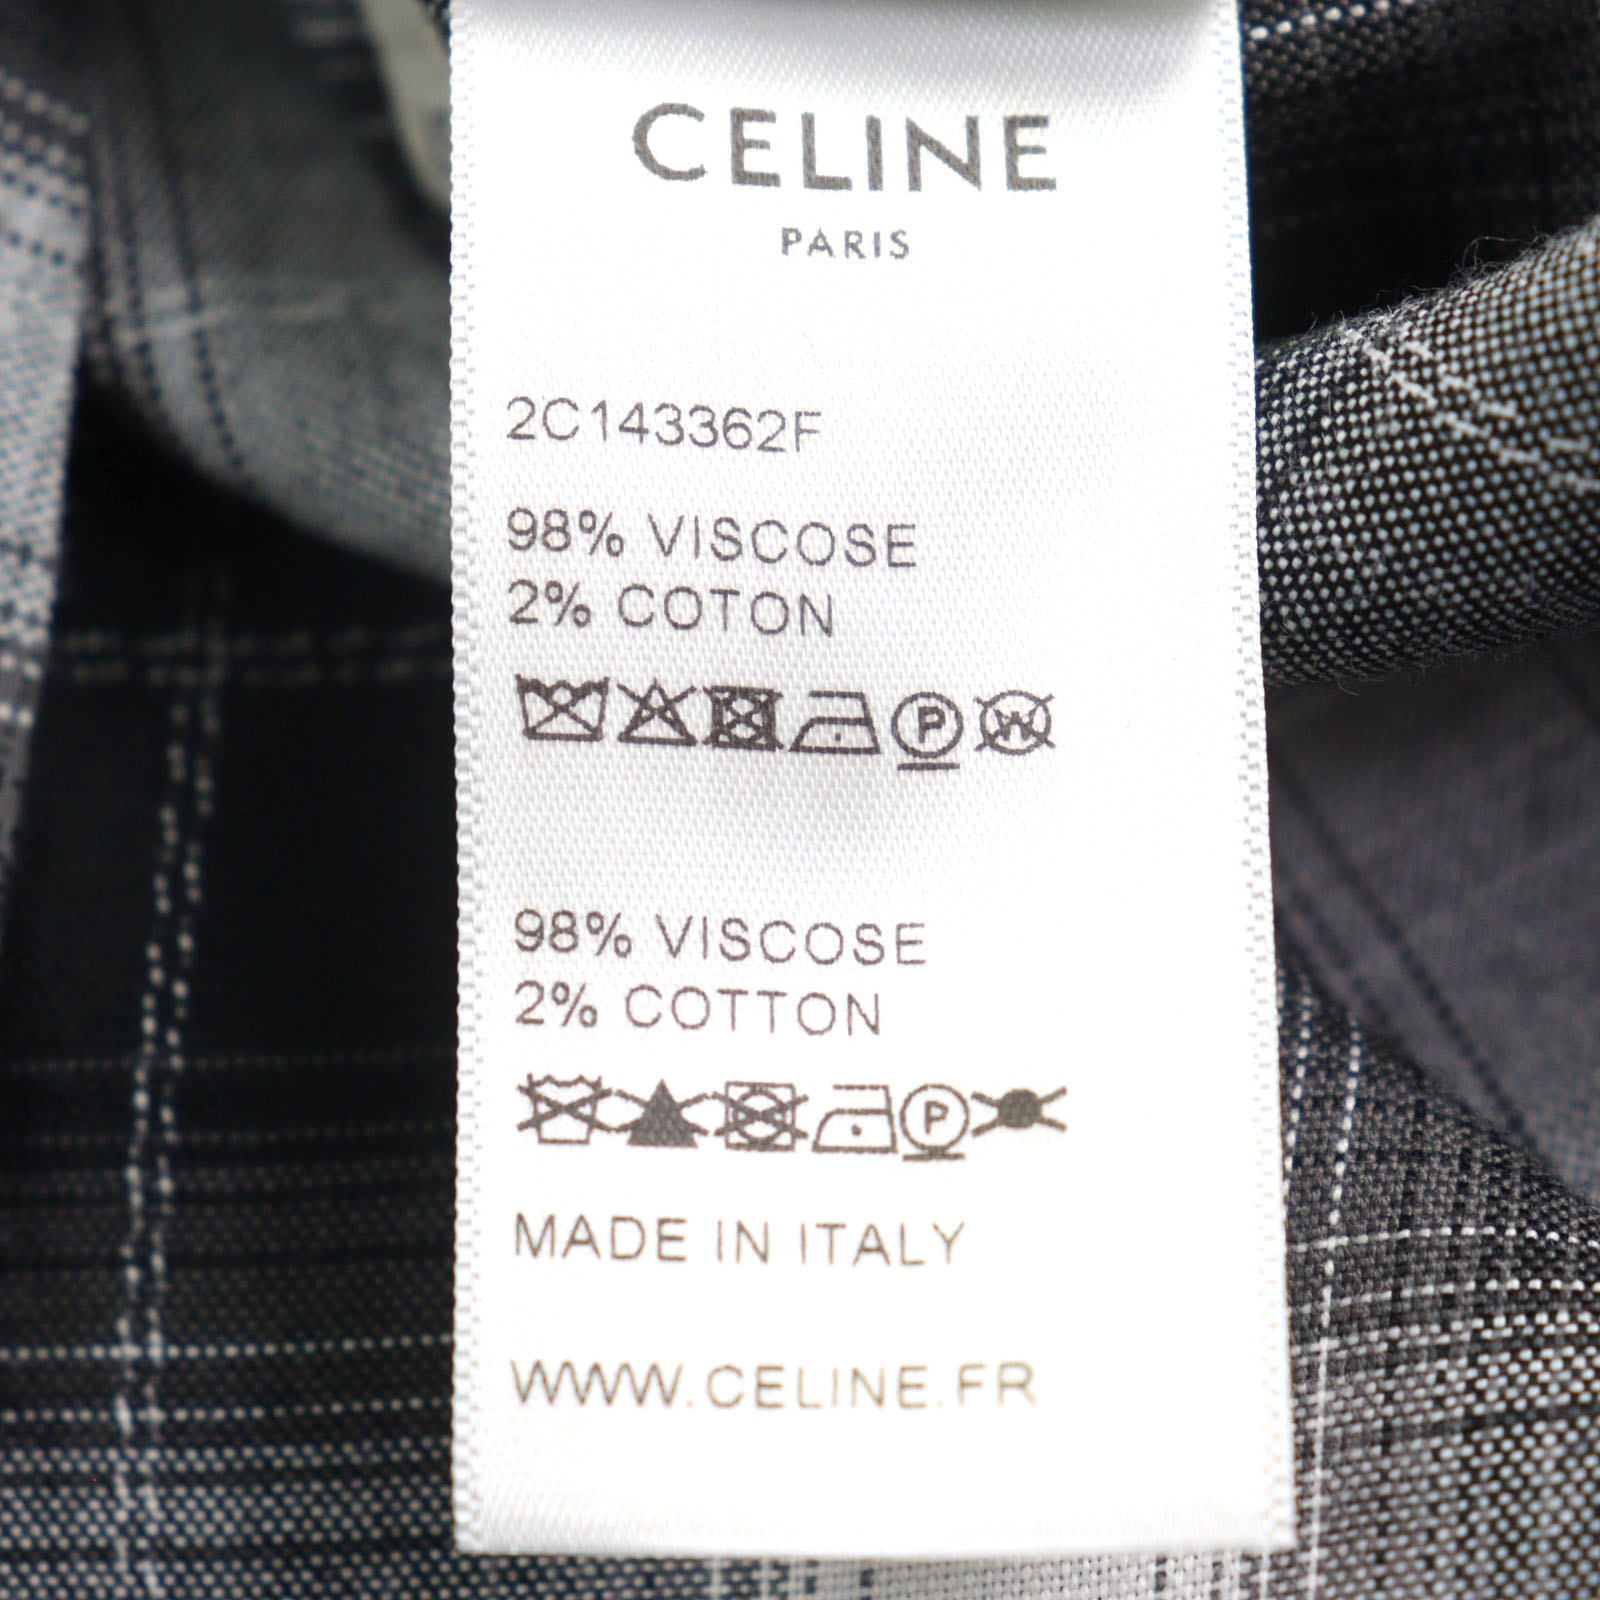 CELINE
PARIS
2C143362F
98% VISCOSE
2% COTON
P W
98% VISCOSE
2% COTTON
P
MADE IN ITALY
WWW.CELINE.FR